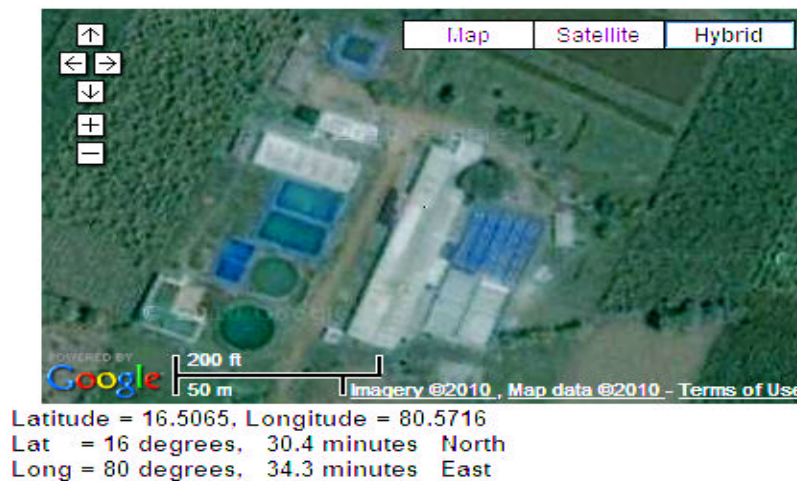 Map Satellite Hybrid
POWERED BY
Google
200 ft
50 m
Imagery ©2010 , Map data ©2010 - Terms of Use
Latitude = 16.5065, Longitude = 80.5716
Lat = 16 degrees, 30.4 minutes North
Long = 80 degrees, 34.3 minutes East